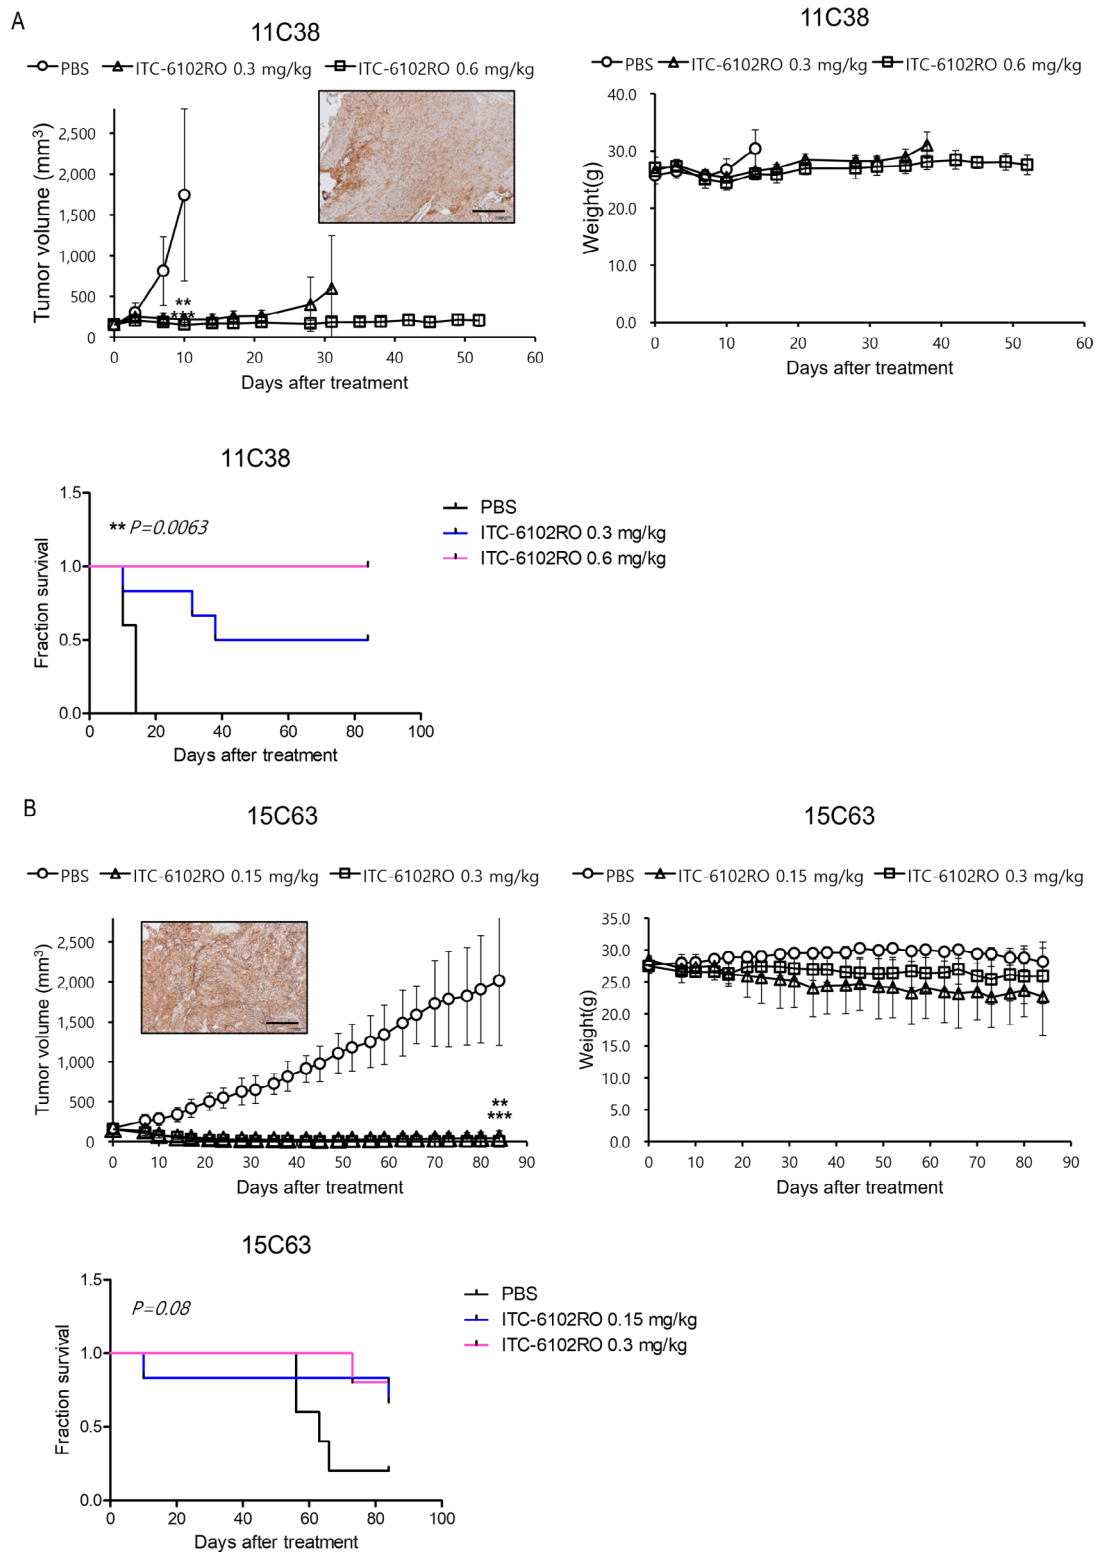 A
11C38
PBS ITC-6102RO 0.3 mg/kg ITC-6102RO 0.6 mg/kg
Tumor volume (mm³)
2,500
2,000
1,500
1,000
500
0
**
***
0 10 20 30 40 50 60
Days after treatment
11C38
PBS ITC-6102RO 0.3 mg/kg ITC-6102RO 0.6 mg/kg
Weight(g)
40.0
30.0
20.0
10.0
0.0
0 10 20 30 40 50 60
Days after treatment
11C38
Fraction survival
1.5
1.0
0.5
0.0
** P=0.0063
0 20 40 60 80 100
Days after treatment
PBS
ITC-6102RO 0.3 mg/kg
ITC-6102RO 0.6 mg/kg
B
15C63
PBS ITC-6102RO 0.15 mg/kg ITC-6102RO 0.3 mg/kg
Tumor volume (mm³)
2,500
2,000
1,500
1,000
500
0
**
***
0 10 20 30 40 50 60 70 80 90
Days after treatment
15C63
PBS ITC-6102RO 0.15 mg/kg ITC-6102RO 0.3 mg/kg
Weight(g)
35.0
30.0
25.0
20.0
15.0
10.0
5.0
0.0
0 10 20 30 40 50 60 70 80 90
Days after treatment
15C63
Fraction survival
1.5
1.0
0.5
0.0
P=0.08
0 20 40 60 80 100
Days after treatment
PBS
ITC-6102RO 0.15 mg/kg
ITC-6102RO 0.3 mg/kg